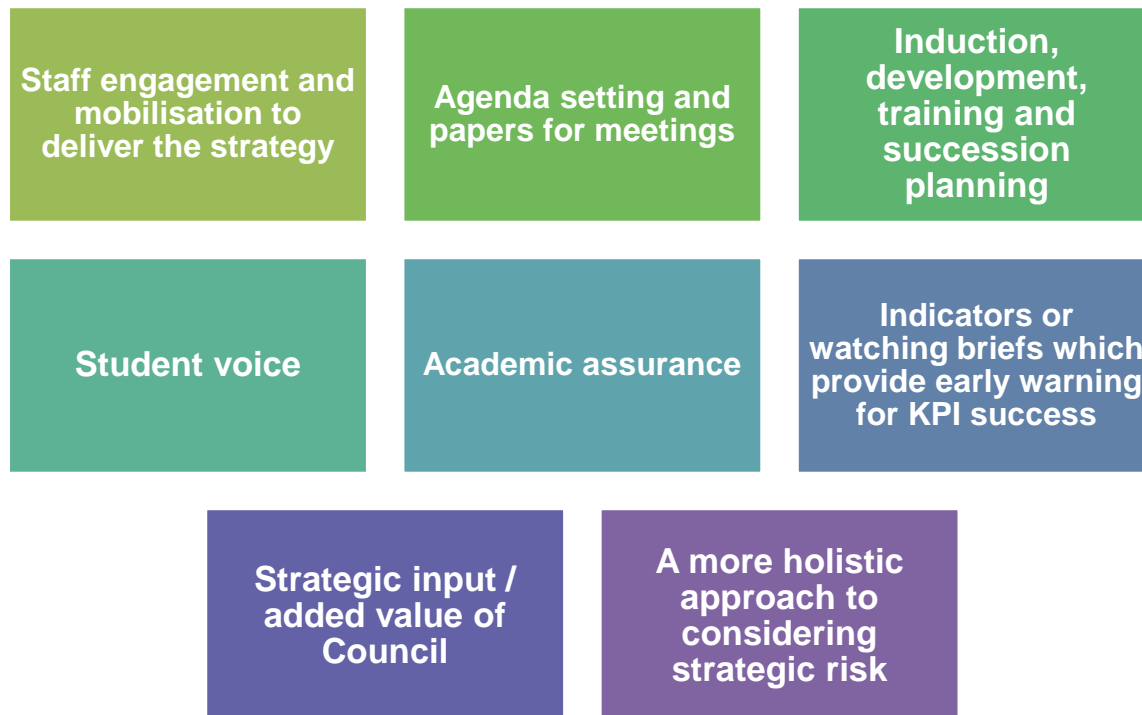 Staff engagement and
mobilisation to
deliver the strategy
Agenda setting and
papers for meetings
Induction,
development,
training and
succession
planning
Student voice
Academic assurance
Indicators or
watching briefs which
provide early warning
for KPI success
Strategic input /
added value of
Council
A more holistic
approach to
considering
strategic risk